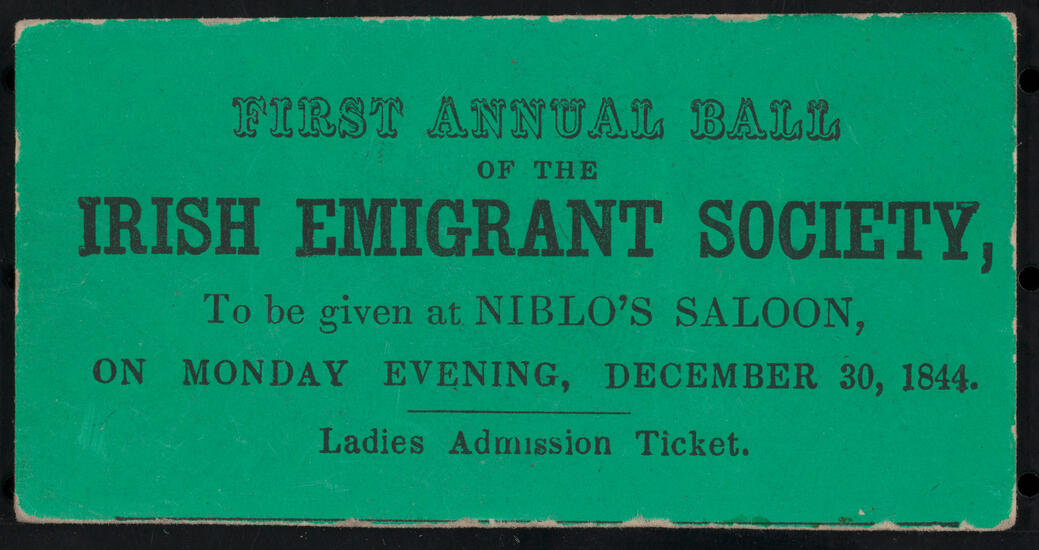 FIRST ANNUAL BALL
OF THE
IRISH EMIGRANT SOCIETY,
To be given at NIBLO'S SALOON,
ON MONDAY EVENING, DECEMBER 30, 1844.
Ladies Admission Ticket.